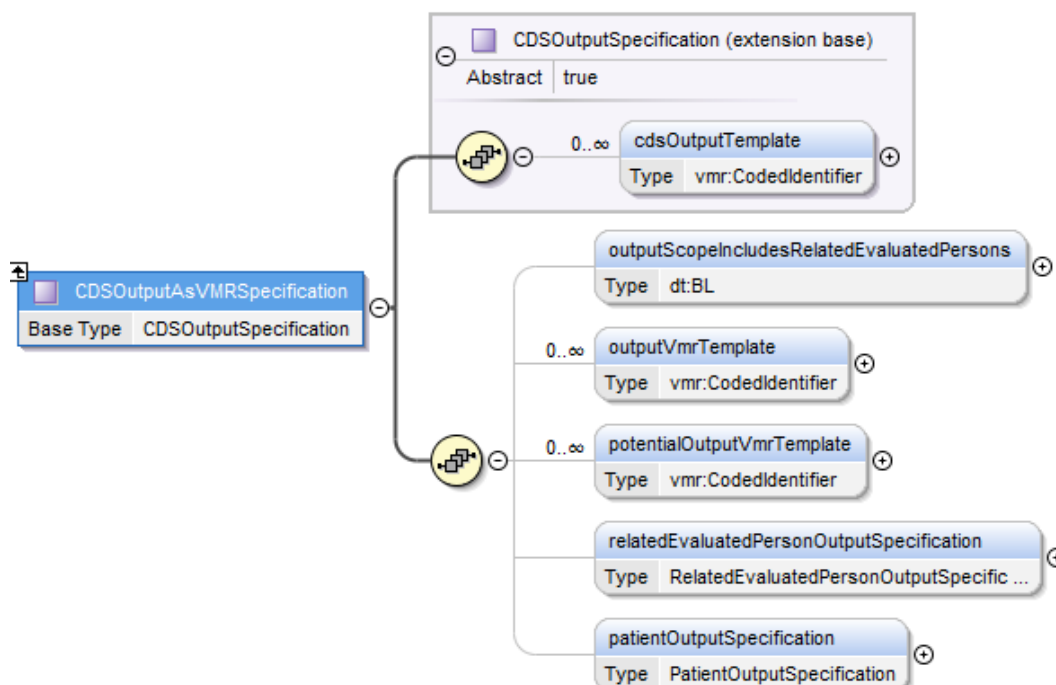 CDSOutputSpecification (extension base)
Abstract true
0..∞ cdsOutputTemplate
Type vmr:CodedIdentifier
CDSOutputAsVMRSpecification
Base Type CDSOutputSpecification
outputScopeIncludesRelatedEvaluatedPersons
Type dt:BL
0..∞ outputVmrTemplate
Type vmr:CodedIdentifier
0..∞ potentialOutputVmrTemplate
Type vmr:CodedIdentifier
relatedEvaluatedPersonOutputSpecification
Type RelatedEvaluatedPersonOutputSpecific ...
patientOutputSpecification
Type PatientOutputSpecification